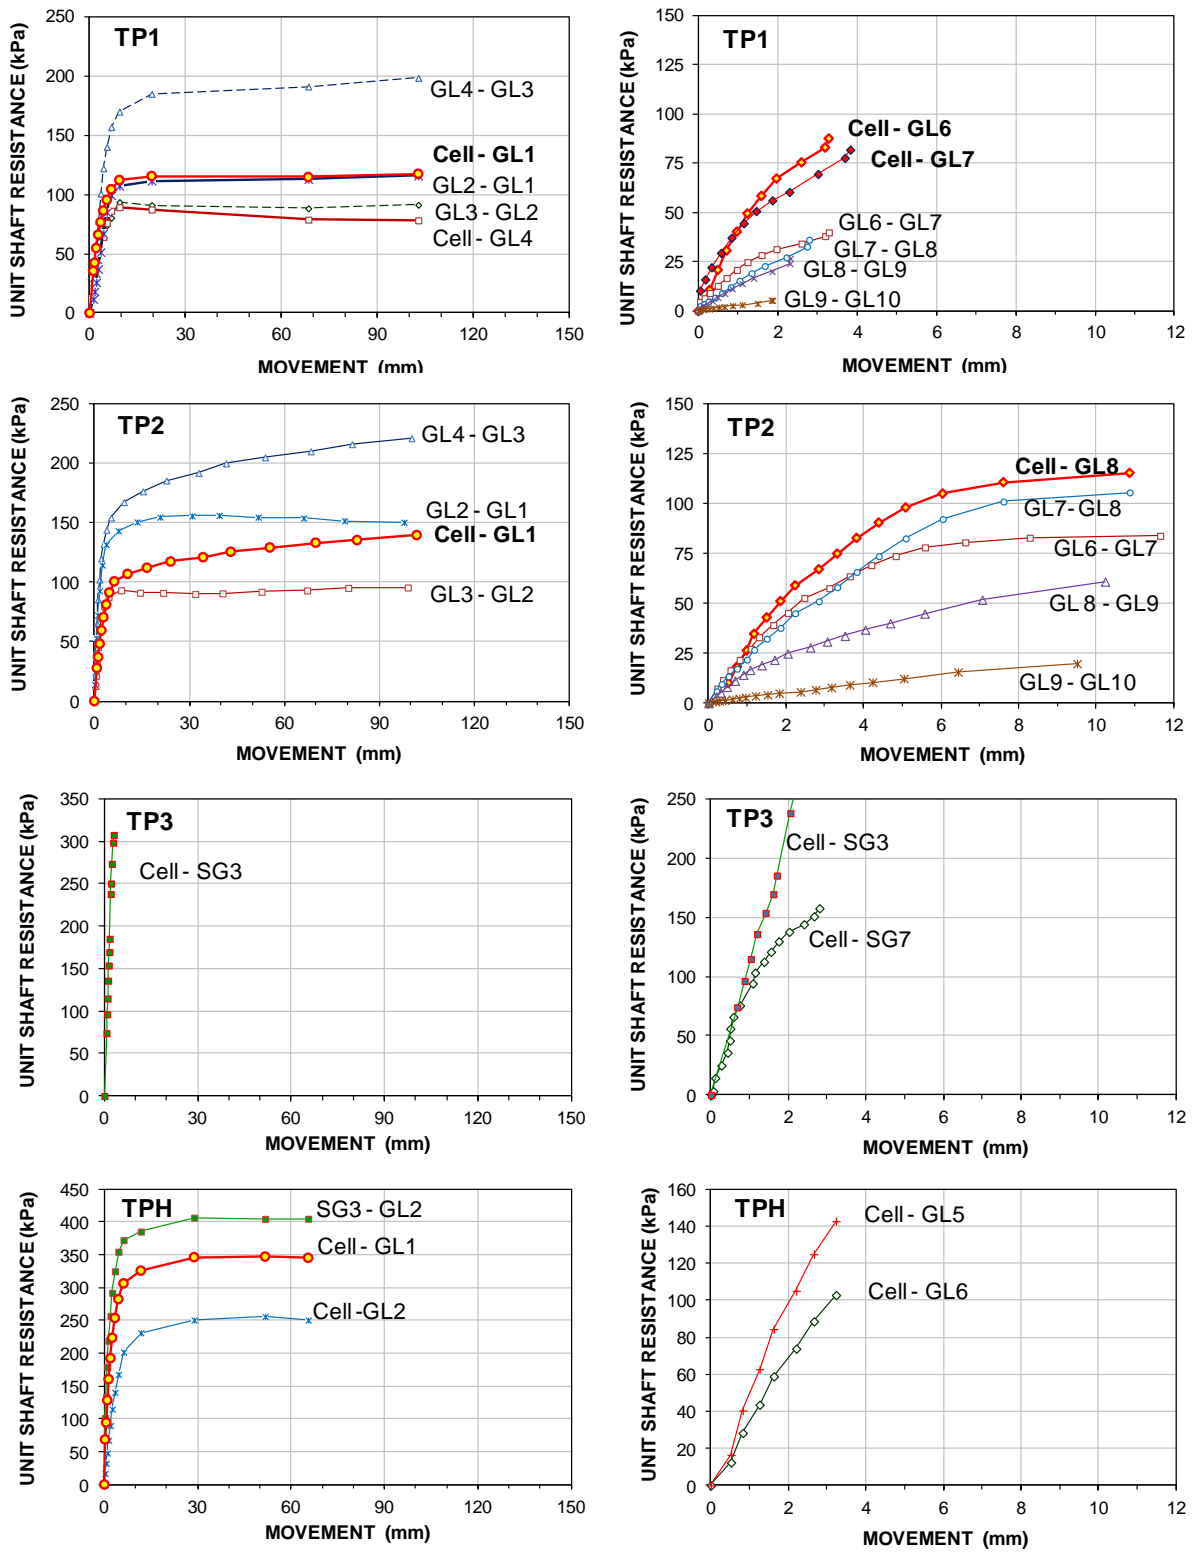 TP1
UNIT SHAFT RESISTANCE (kPa)
250
200
150
100
50
0
GL4 - GL3
Cell - GL1
GL2 - GL1
GL3 - GL2
Cell - GL4
0 30 60 90 120 150
MOVEMENT (mm)
TP1
UNIT SHAFT RESISTANCE (kPa)
150
125
100
75
50
25
0
Cell - GL6
Cell - GL7
GL6 - GL7
GL7 - GL8
GL8 - GL9
GL9 - GL10
0 2 4 6 8 10 12
MOVEMENT (mm)
TP2
UNIT SHAFT RESISTANCE (kPa)
250
200
150
100
50
0
GL4 - GL3
GL2 - GL1
Cell - GL1
GL3 - GL2
0 30 60 90 120 150
MOVEMENT (mm)
TP2
UNIT SHAFT RESISTANCE (kPa)
150
125
100
75
50
25
0
Cell - GL8
GL7- GL8
GL6 - GL7
GL8 - GL9
GL9 - GL10
0 2 4 6 8 10 12
MOVEMENT (mm)
TP3
UNIT SHAFT RESISTANCE (kPa)
350
300
250
200
150
100
50
0
Cell - SG3
0 30 60 90 120 150
MOVEMENT (mm)
TP3
UNIT SHAFT RESISTANCE (kPa)
250
200
150
100
50
0
Cell - SG3
Cell - SG7
0 2 4 6 8 10 12
MOVEMENT (mm)
TPH
UNIT SHAFT RESISTANCE (kPa)
450
400
350
300
250
200
150
100
50
0
SG3 - GL2
Cell - GL1
Cell -GL2
0 30 60 90 120 150
MOVEMENT (mm)
TPH
UNIT SHAFT RESISTANCE (kPa)
160
140
120
100
80
60
40
20
0
Cell - GL5
Cell - GL6
0 2 4 6 8 10 12
MOVEMENT (mm)